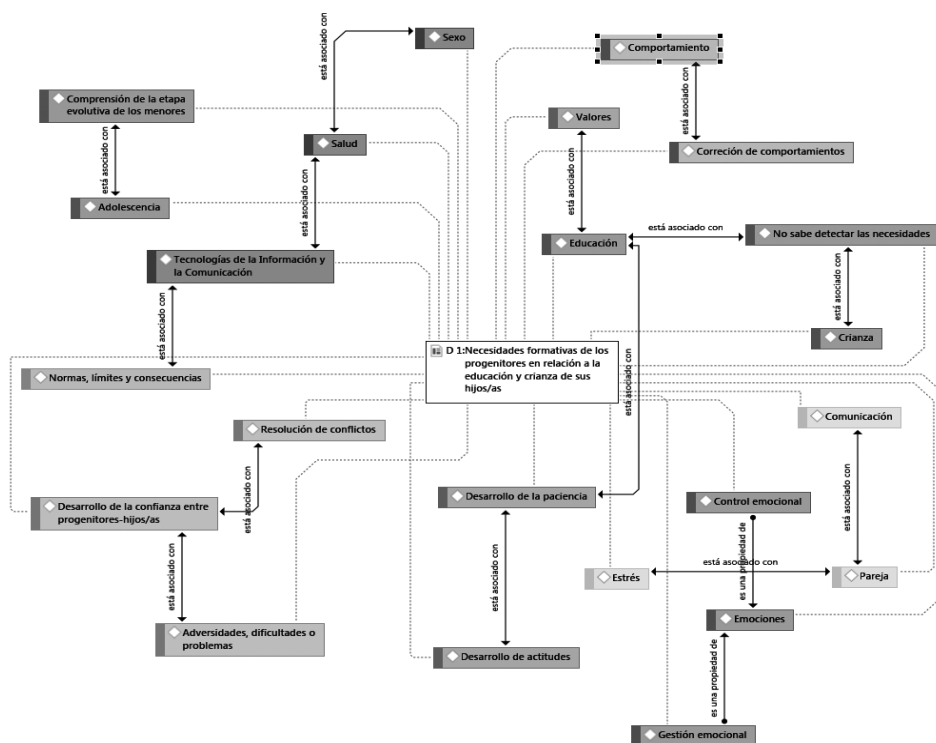 Sexo
Comportamiento
está asociado con
Comprensión de la etapa
evolutiva de los menores
Valores
está asociado con
Salud
Correción de comportamientos
está asociado con
está asociado con
Adolescencia
está asociado con
está asociado con
No sabe detectar las necesidades
Educación
Tecnologías de la Información y
la Comunicación
está asociado con
está asociado con
Crianza
D 1:Necesidades formativas de los
progenitores en relación a la
educación y crianza de sus
hijos/as
Normas, límites y consecuencias
está asociado con
Comunicación
Resolución de conflictos
está asociado con
está asociado con
Desarrollo de la paciencia
Control emocional
Desarrollo de la confianza entre
progenitores-hijos/as
está asociado con
es una propiedad de
está asociado con
está asociado con
Estrés
Pareja
Emociones
Adversidades, dificultades o
problemas
Desarrollo de actitudes
es una propiedad de
Gestión emocional